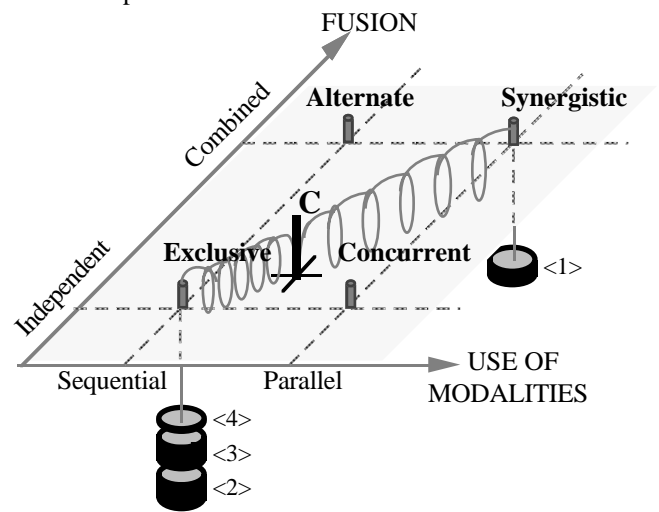 FUSION
Alternate
Synergistic
Combined
C
Exclusive
Concurrent
<1>
Independent
Sequential
Parallel
USE OF
MODALITIES
<4>
<3>
<2>